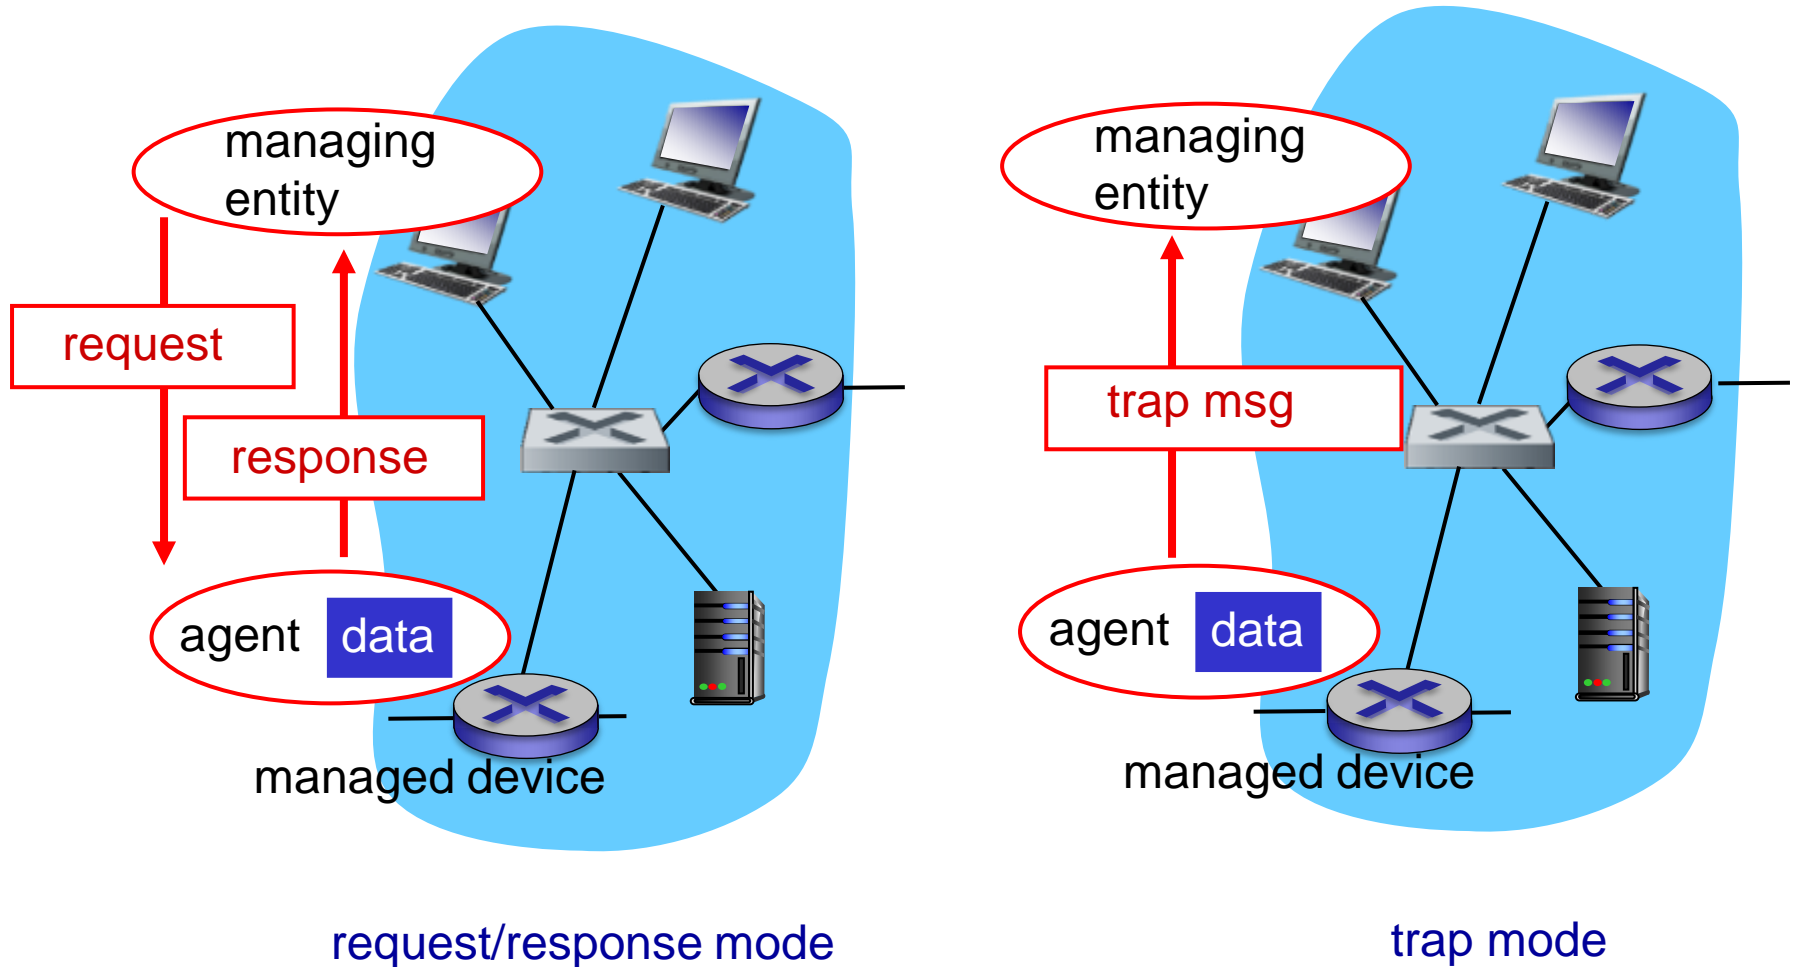 managing
entity
request
response
agent data
managed device
request/response mode
managing
entity
trap msg
agent data
managed device
trap mode